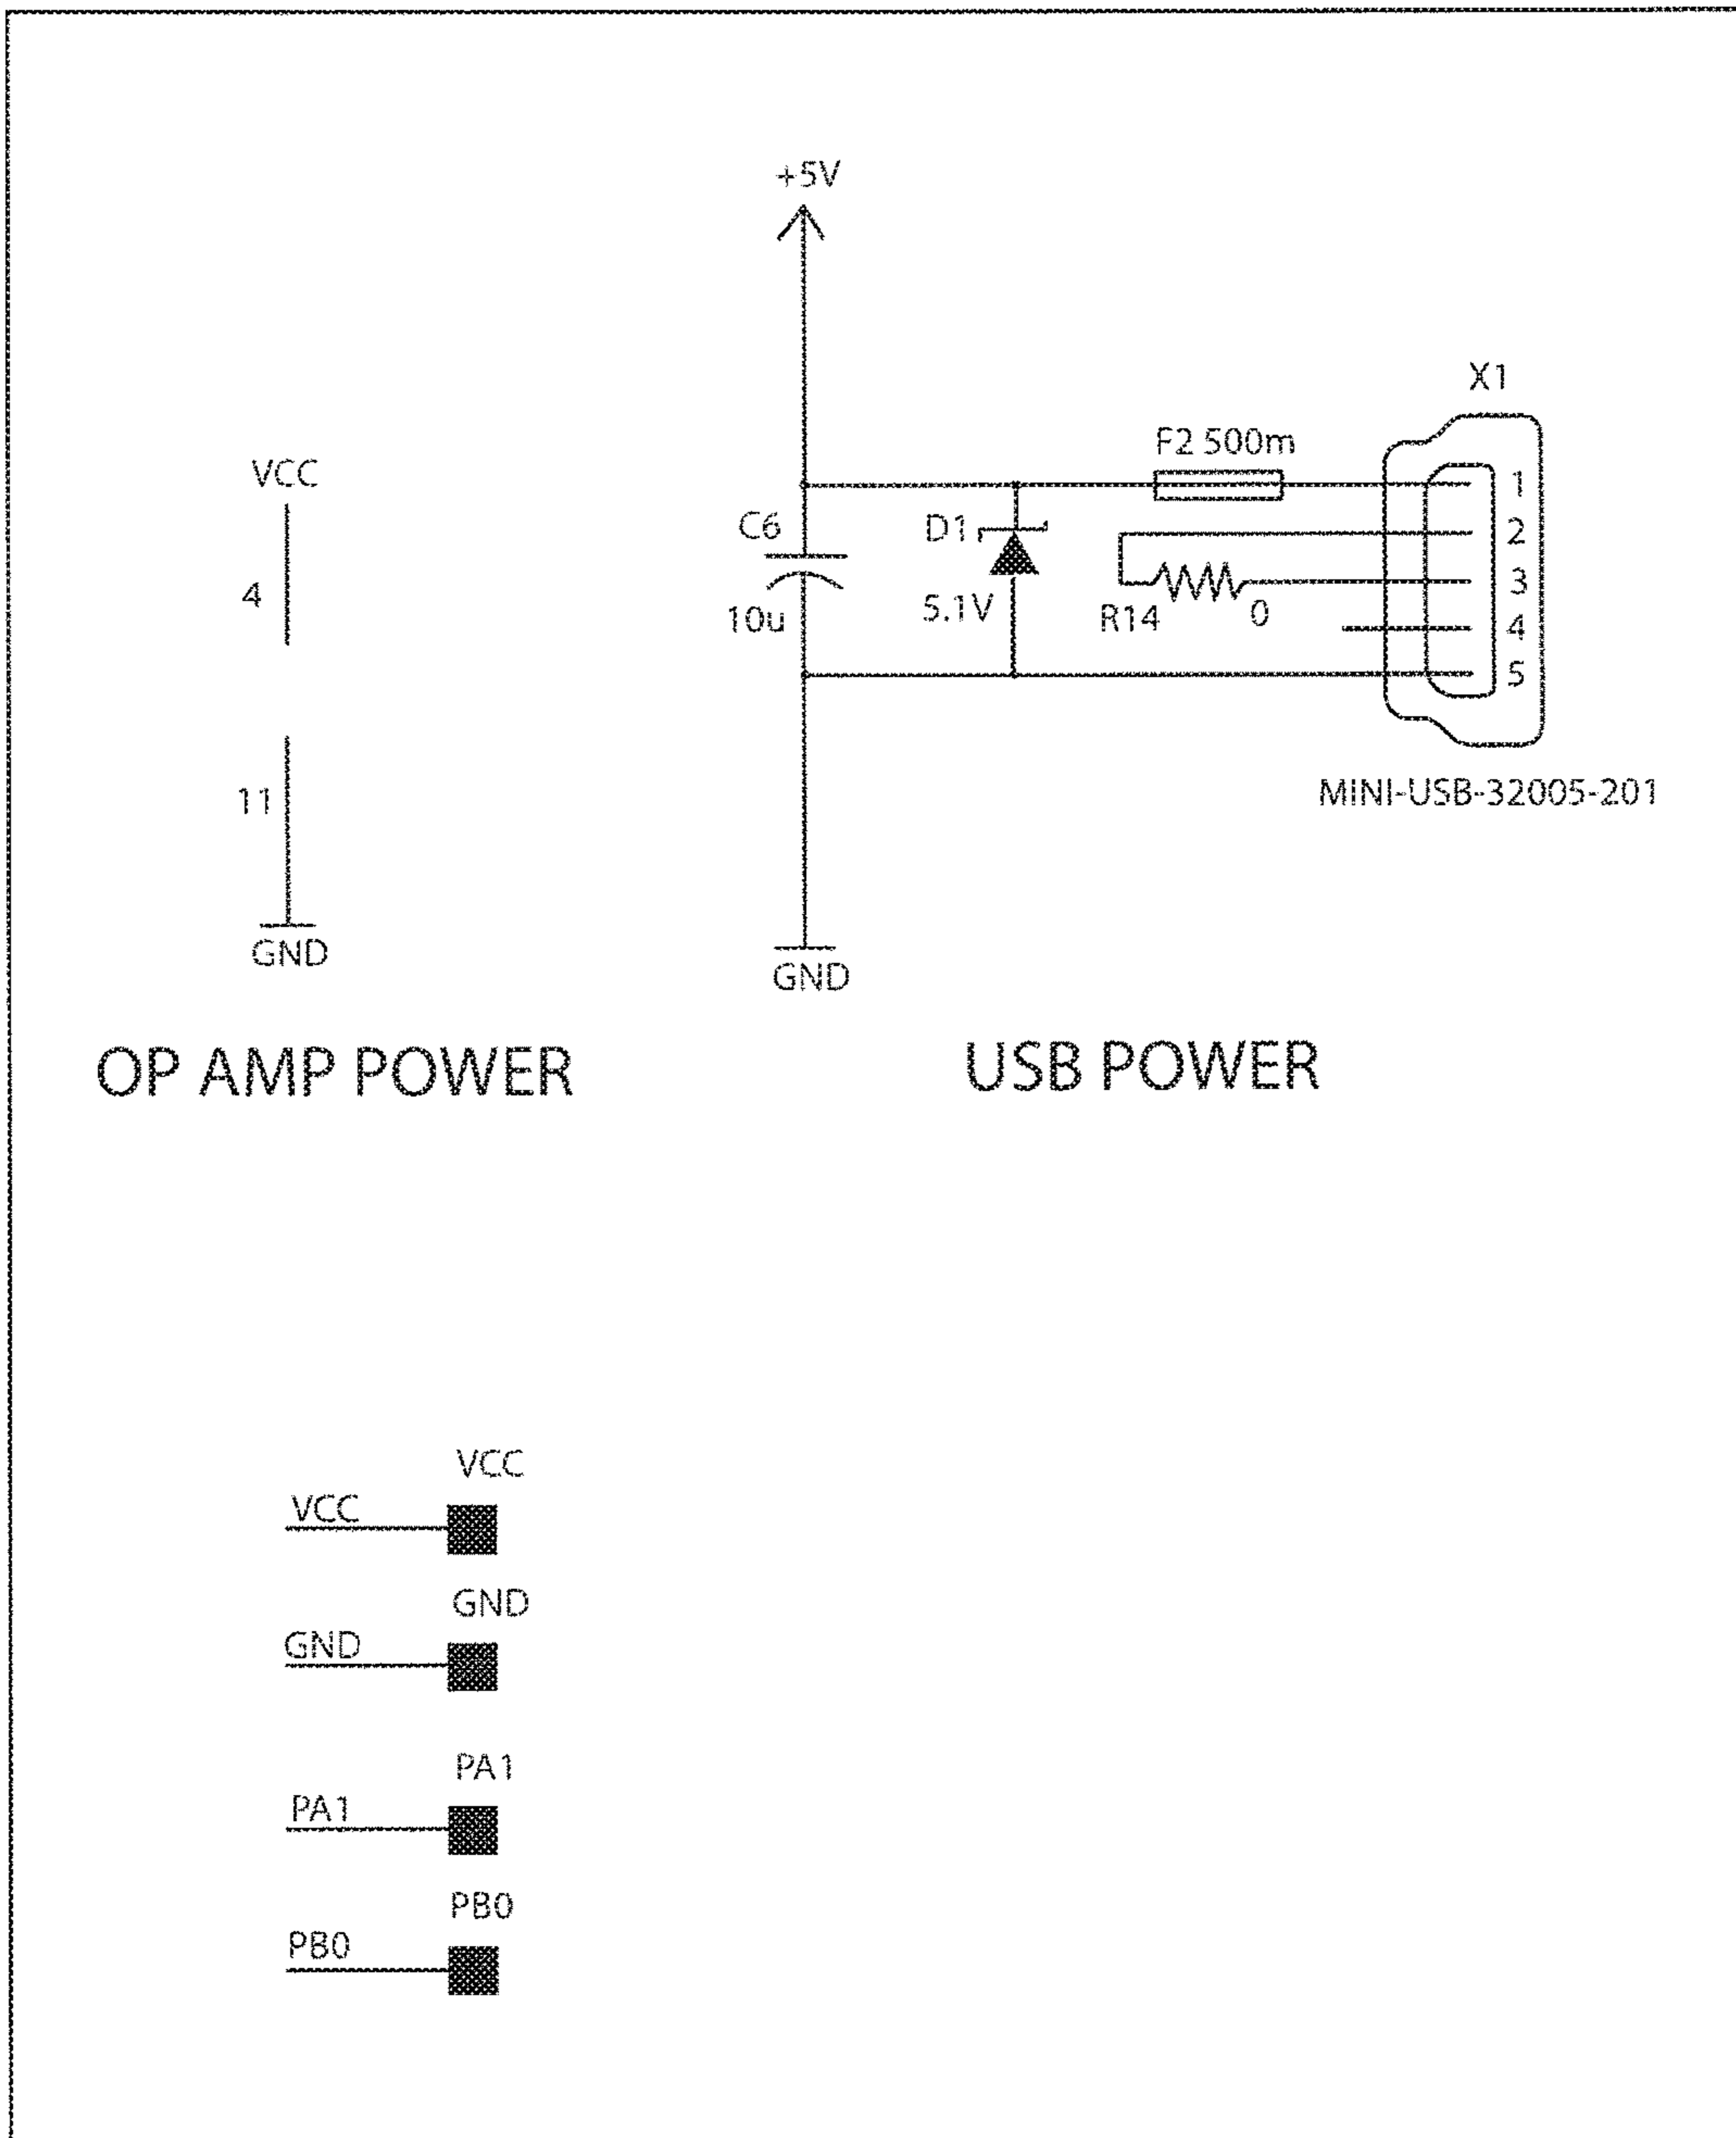 +5V
X1
F2 500m
VCC
1
C6
D1
2
4
3
10u
5.1V
R14
0
4
5
11
MINI-USB-32005-201
GND
GND
OP AMP POWER
USB POWER
VCC
VCC
GND
GND
PA1
PA1
PB0
PB0